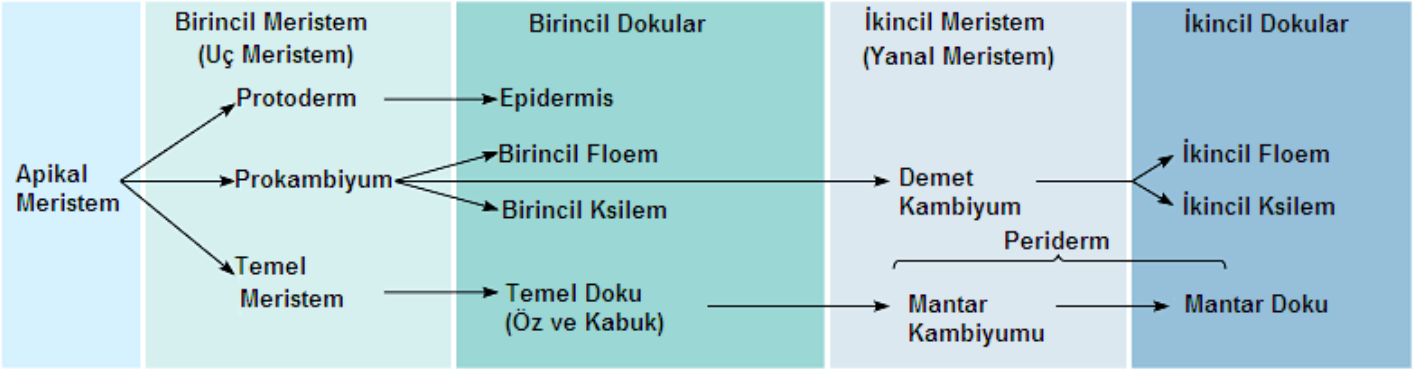 Birincil Meristem
(Uç Meristem)
Birincil Dokular
İkincil Meristem
(Yanal Meristem)
İkincil Dokular
Apikal
Meristem
Protoderm
Epidermis
Prokambiyum
Birincil Floem
Birincil Ksilem
Demet
Kambiyum
İkincil Floem
İkincil Ksilem
Periderm
Temel
Meristem
Temel Doku
(Öz ve Kabuk)
Mantar
Kambiyumu
Mantar Doku